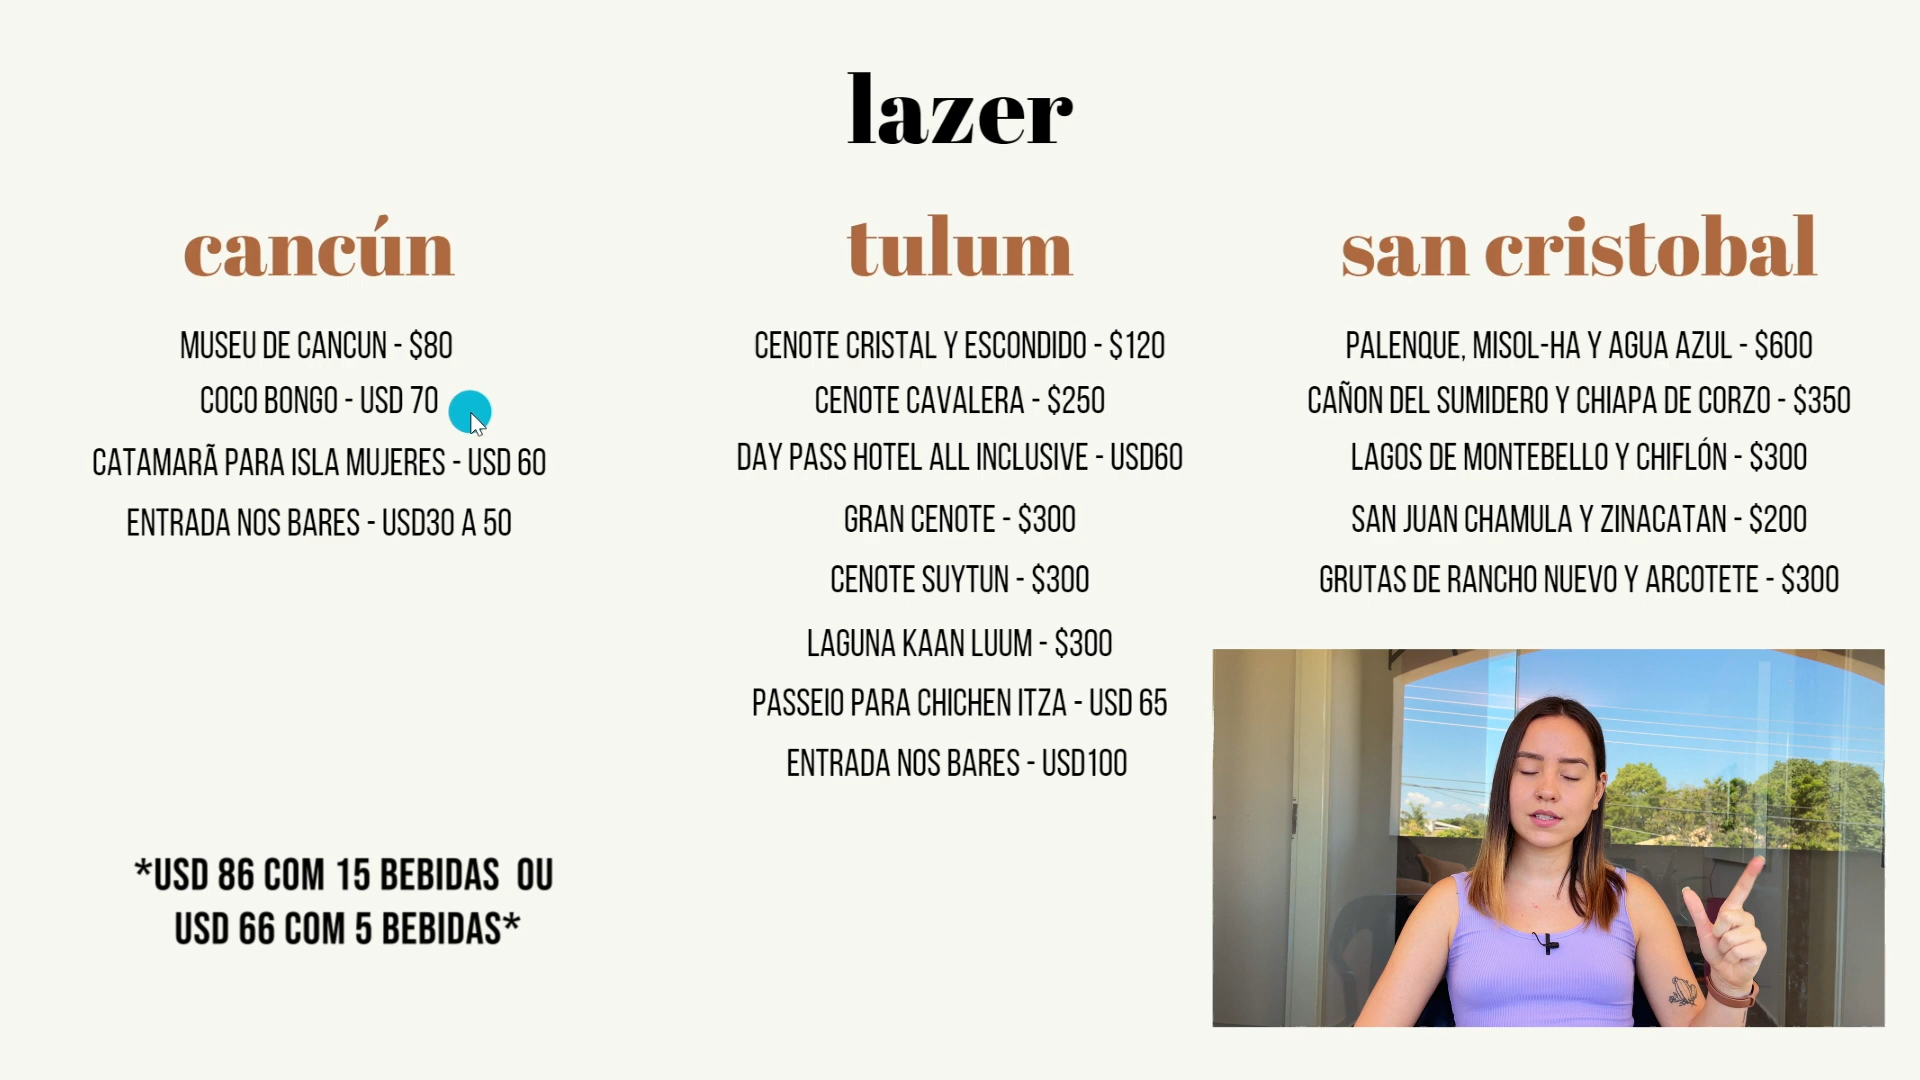 lazer
cancún
MUSEU DE CANCUN - $80
COCO BONGO - USD 70
CATAMARÃ PARA ISLA MUJERES - USD 60
ENTRADA NOS BARES - USD30 A 50
*USD 86 COM 15 BEBIDAS OU
USD 66 COM 5 BEBIDAS*
tulum
CENOTE CRISTAL Y ESCONDIDO - $120
CENOTE CAVALERA - $250
DAY PASS HOTEL ALL INCLUSIVE - USD60
GRAN CENOTE - $300
CENOTE SUYTUN - $300
LAGUNA KAAN LUUM - $300
PASSEIO PARA CHICHEN ITZA - USD 65
ENTRADA NOS BARES - USD100
san cristobal
PALENQUE, MISOL-HA Y AGUA AZUL - $600
CAÑON DEL SUMIDERO Y CHIAPA DE CORZO - $350
LAGOS DE MONTEBELLO Y CHIFLÓN - $300
SAN JUAN CHAMULA Y ZINACATAN - $200
GRUTAS DE RANCHO NUEVO Y ARCOTETE - $300